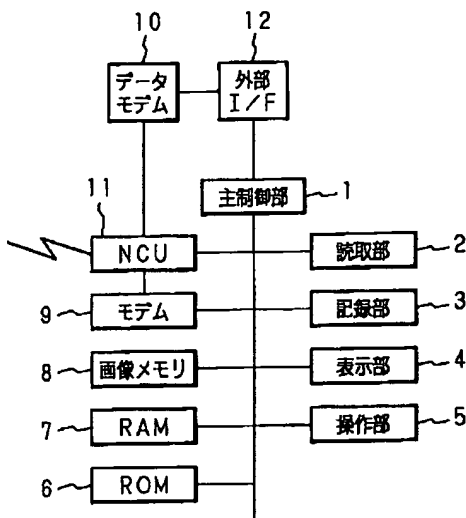 10
12
データ
モデム
外部
I/F
主制御部
1
11
NCU
読取部
2
9
モデム
記録部
3
8
画像メモリ
表示部
4
7
RAM
操作部
5
6
ROM